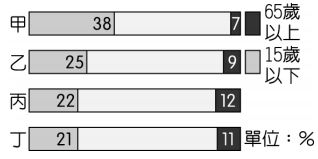 甲 38 7 65歲
以上
乙 25 9 15歲
以下
丙 22 12
丁 21 11 單位：%